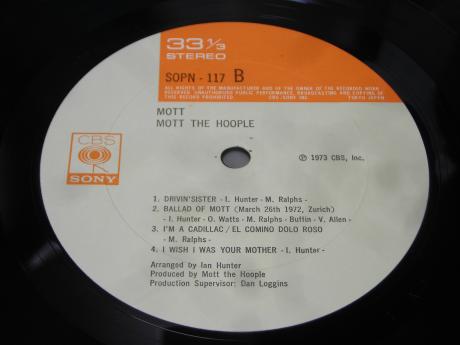 33 1/3
STEREO
SOPN - 117 B
ALL RIGHTS OF THE MANUFACTURER AND OF THE OWNER OF THE RECORDED WORK
RESERVED. UNAUTHORIZED PUBLIC PERFORMANCE, BROADCASTING AND COPYING OF
THIS RECORD PROHIBITED CBS/SONY INC. TOKYO JAPAN
MOTT
MOTT THE HOOPLE
CBS
SONY
Ⓟ 1973 CBS, Inc.
1. DRIVIN'SISTER - I. Hunter - M. Ralphs -
2. BALLAD OF MOTT (March 26th 1972, Zurich)
- I. Hunter - O. Watts - M. Ralphs - Buffin - V. Allen -
3. I'M A CADILLAC / EL COMINO DOLO ROSO
- M. Ralphs -
4. I WISH I WAS YOUR MOTHER - I. Hunter -
Arranged by Ian Hunter
Produced by Mott the Hoople
Production Supervisor: Dan Loggins